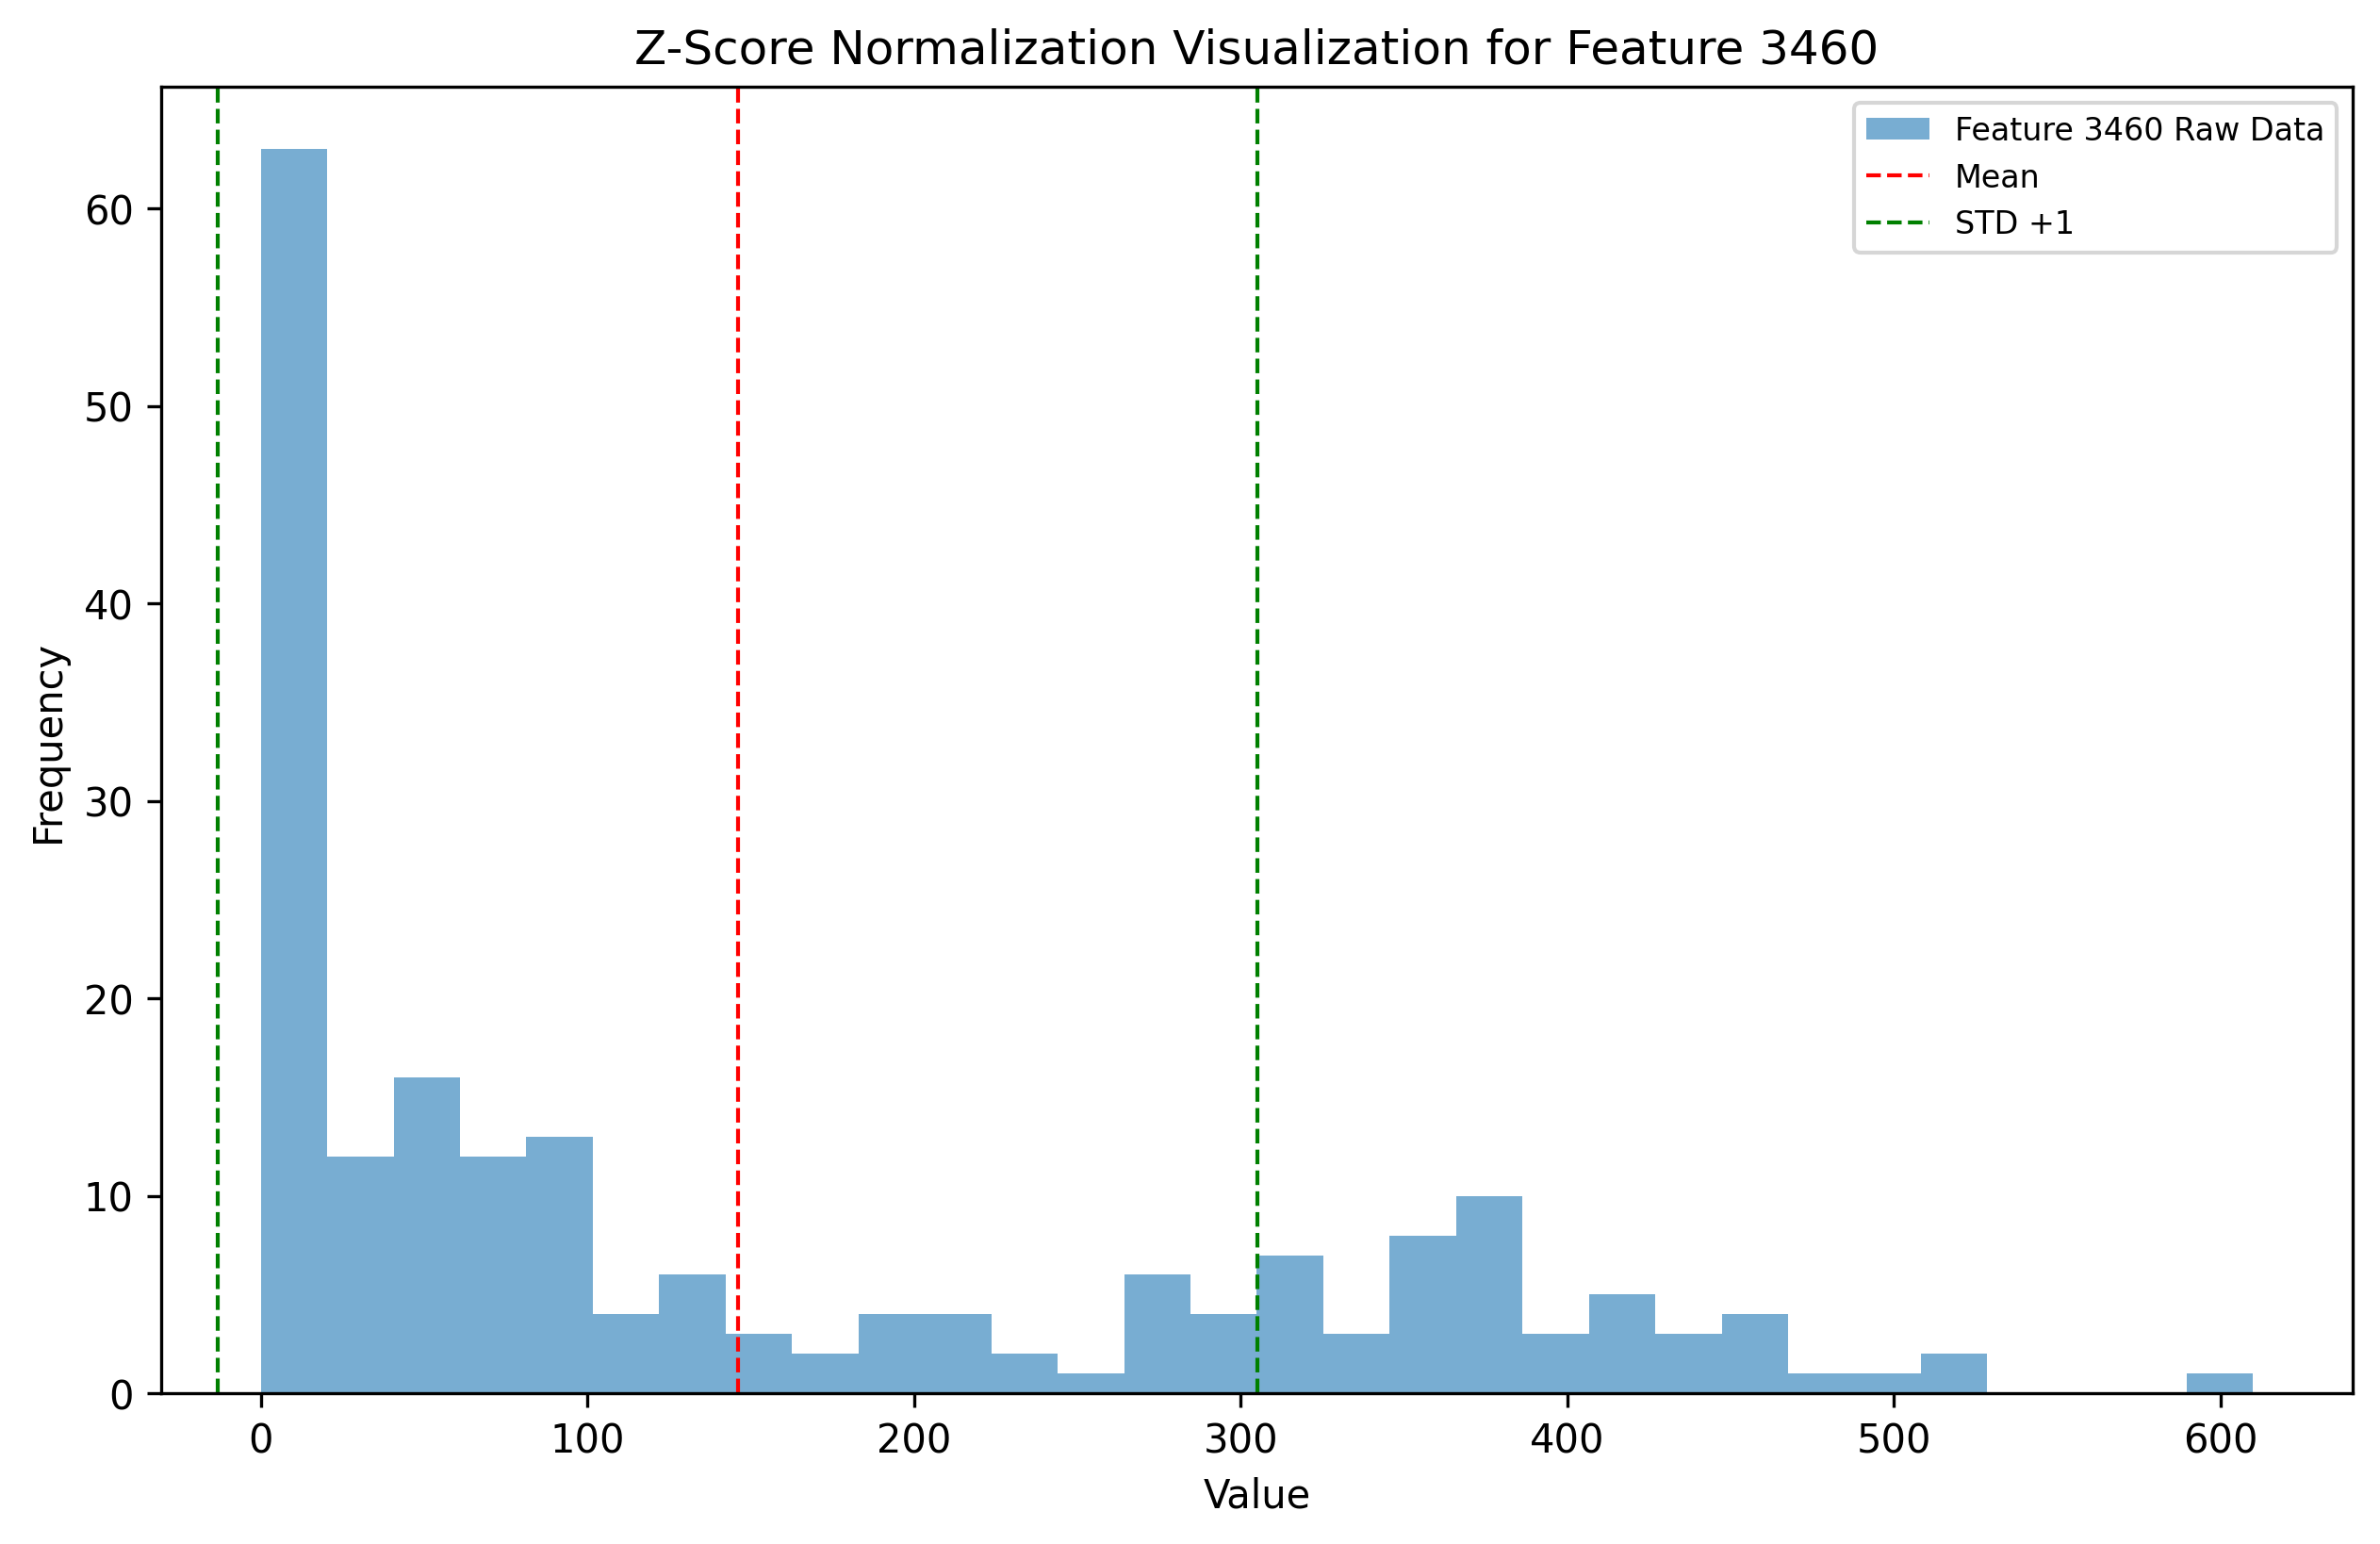 Z-Score Normalization Visualization for Feature 3460
Feature 3460 Raw Data
Mean
STD +1
60
50
40
30
20
10
0
Frequency
0 100 200 300 400 500 600
Value